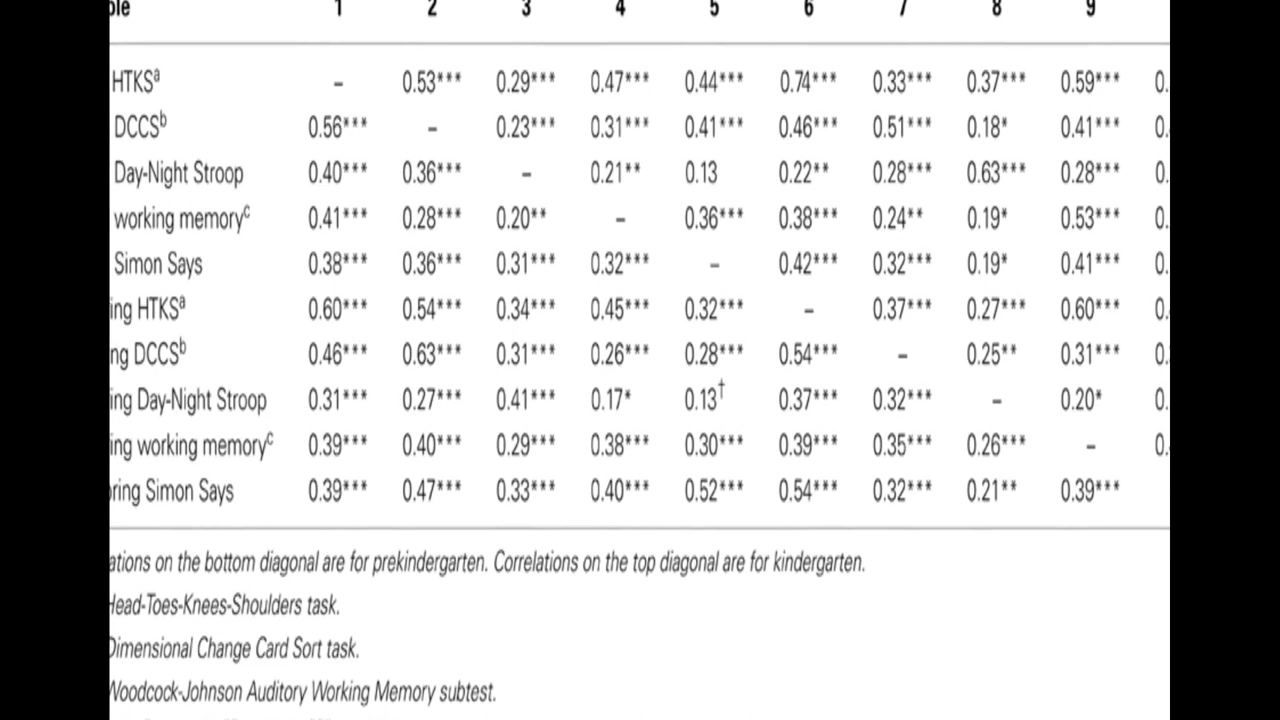 1 2 3 4 5 6 7 8 9
HTKSa – 0.53*** 0.29*** 0.47*** 0.44*** 0.74*** 0.33*** 0.37*** 0.59*** 0.
DCCSb 0.56*** – 0.23*** 0.31*** 0.41*** 0.46*** 0.51*** 0.18* 0.41*** 0.
Day-Night Stroop 0.40*** 0.36*** – 0.21** 0.13 0.22** 0.28*** 0.63*** 0.28*** 0.
working memoryc 0.41*** 0.28*** 0.20** – 0.36*** 0.38*** 0.24** 0.19* 0.53*** 0.
Simon Says 0.38*** 0.36*** 0.31*** 0.32*** – 0.42*** 0.32*** 0.19* 0.41*** 0.
ing HTKSa 0.60*** 0.54*** 0.34*** 0.45*** 0.32*** – 0.37*** 0.27*** 0.60*** 0.
ng DCCSb 0.46*** 0.63*** 0.31*** 0.26*** 0.28*** 0.54*** – 0.25** 0.31*** 0.
ing Day-Night Stroop 0.31*** 0.27*** 0.41*** 0.17* 0.13† 0.37*** 0.32*** – 0.20* 0.
ing working memoryc 0.39*** 0.40*** 0.29*** 0.38*** 0.30*** 0.39*** 0.35*** 0.26*** – 0.
ring Simon Says 0.39*** 0.47*** 0.33*** 0.40*** 0.52*** 0.54*** 0.32*** 0.21** 0.39***
ations on the bottom diagonal are for prekindergarten. Correlations on the top diagonal are for kindergarten.
Head-Toes-Knees-Shoulders task.
Dimensional Change Card Sort task.
Woodcock-Johnson Auditory Working Memory subtest.